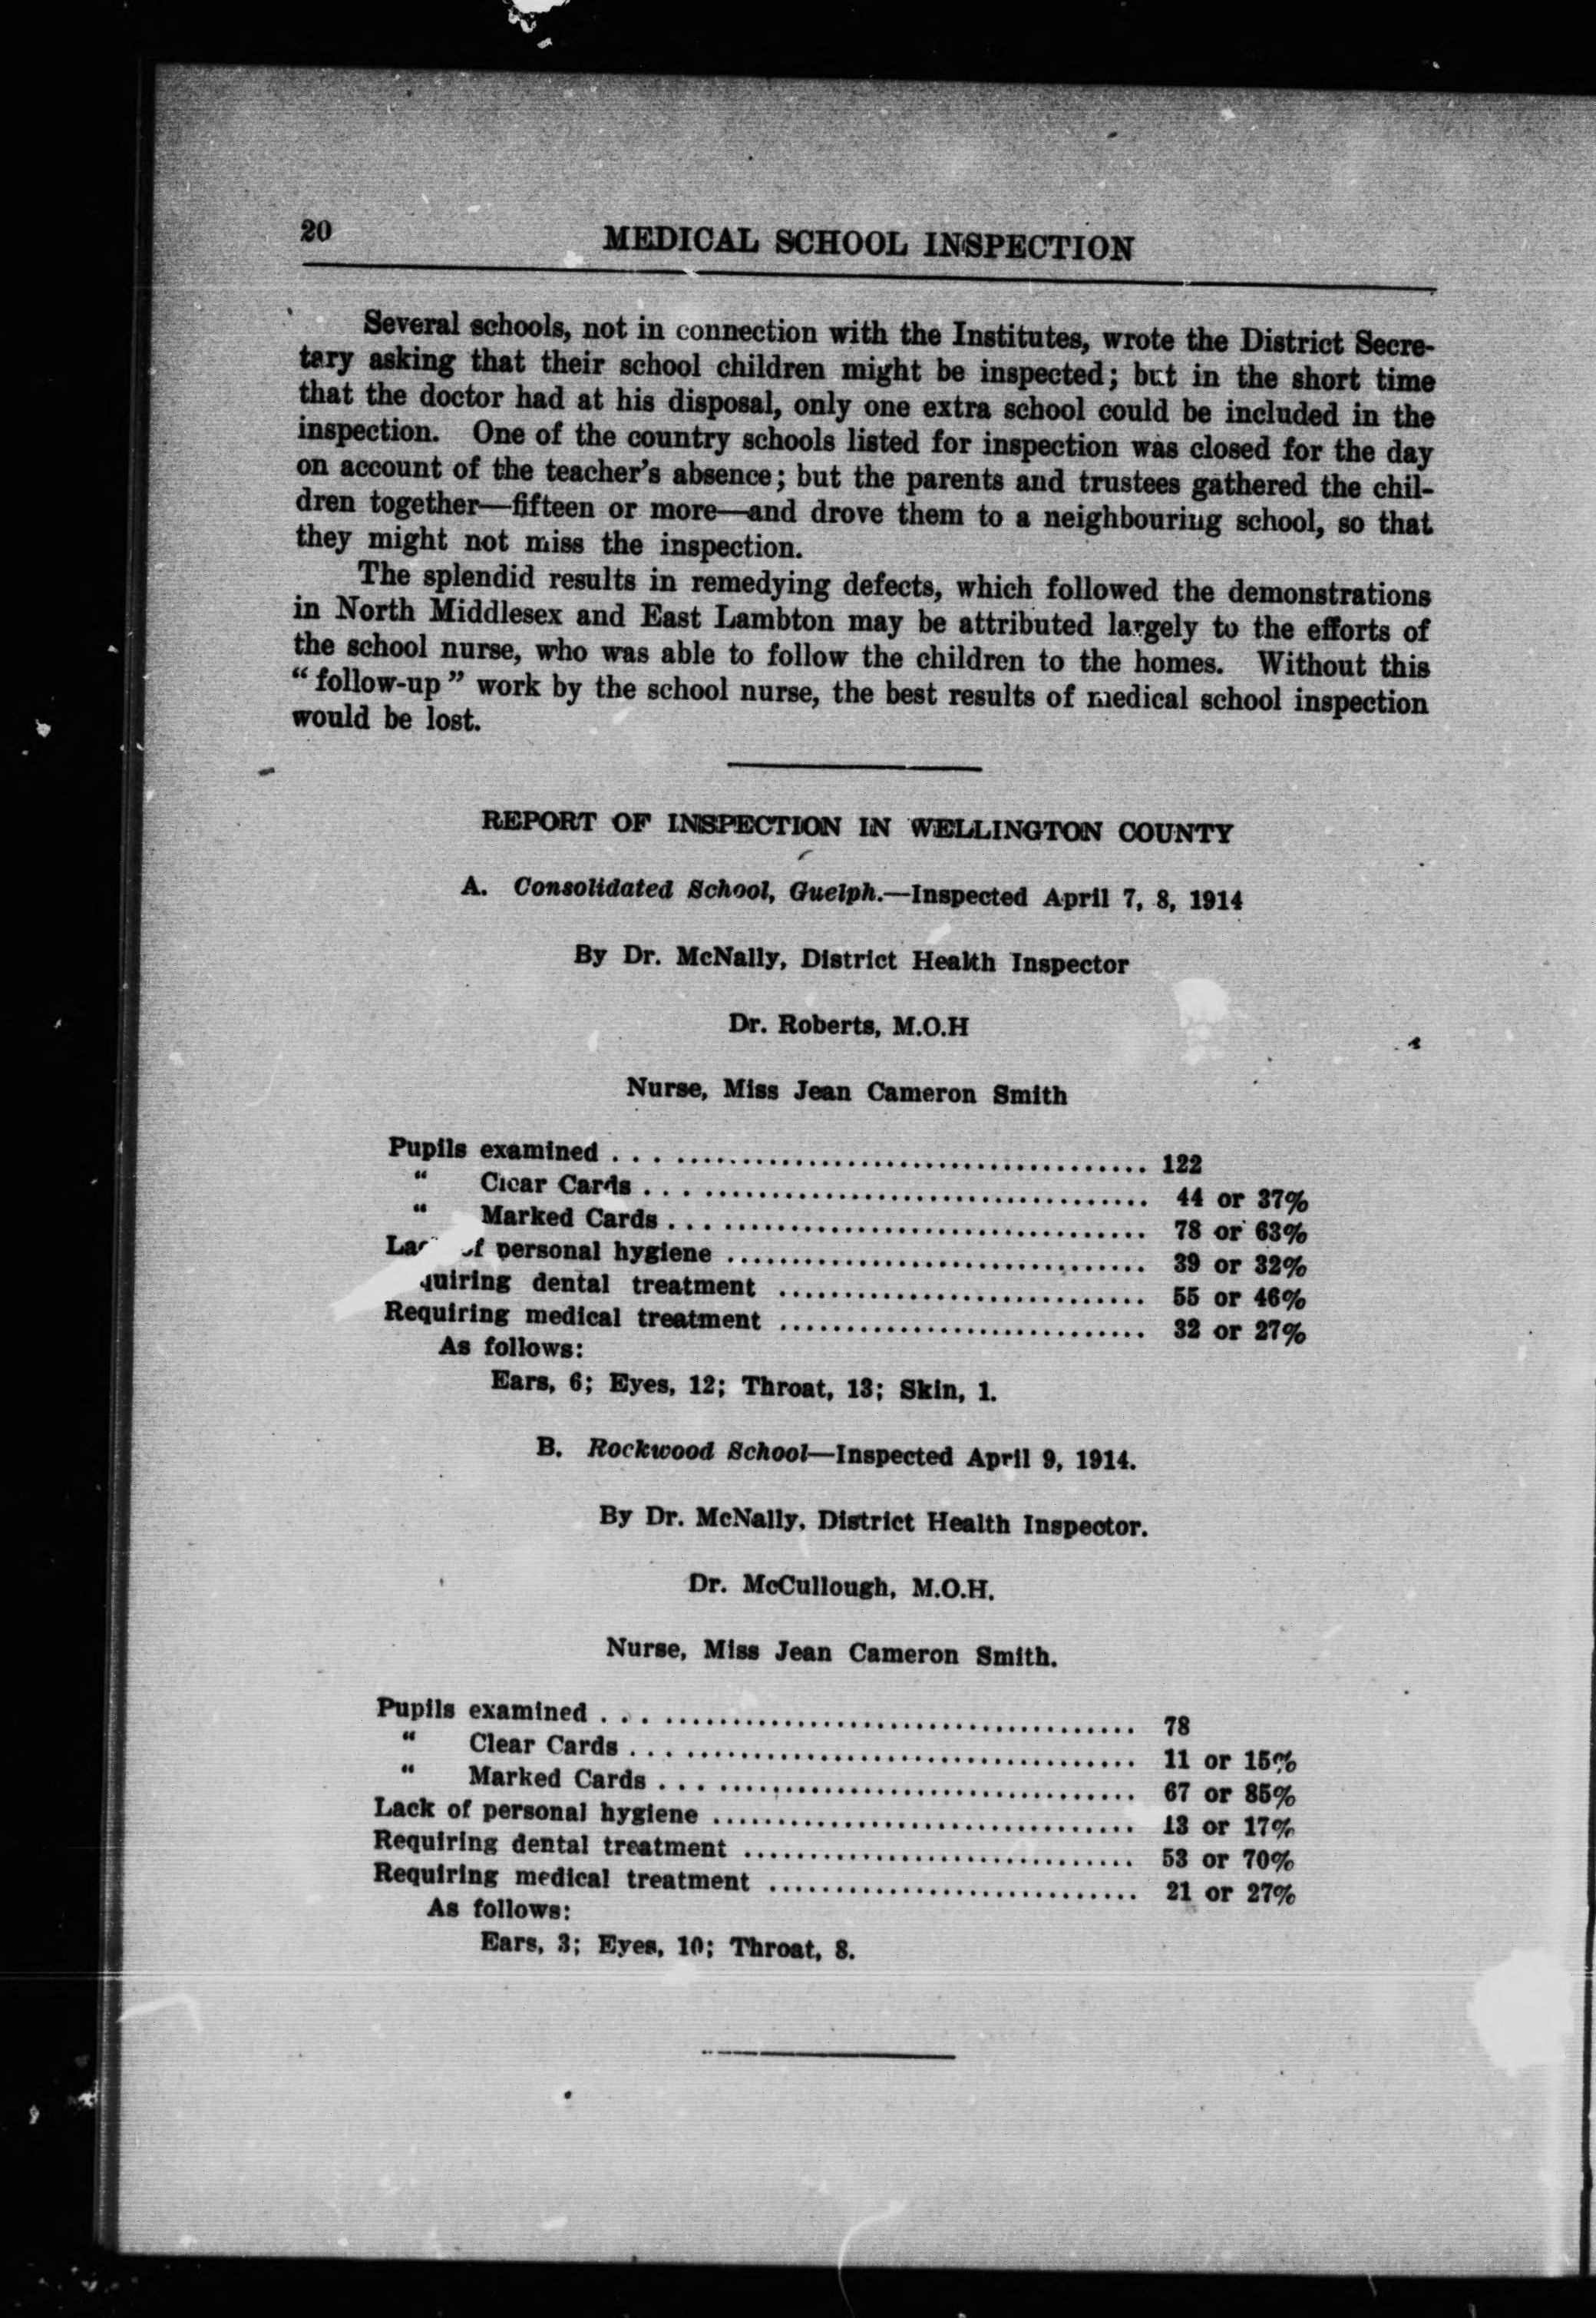 20
MEDICAL SCHOOL INSPECTION
Several schools, not in connection with the Institutes, wrote the District Secre-
tary asking that their school children might be inspected; but in the short time
that the doctor had at his disposal, only one extra school could be included in the
inspection. One of the country schools listed for inspection was closed for the day
on account of the teacher's absence; but the parents and trustees gathered the chil-
dren together—fifteen or more—and drove them to a neighbouring school, so that
they might not miss the inspection.
The splendid results in remedying defects, which followed the demonstrations
in North Middlesex and East Lambton may be attributed largely to the efforts of
the school nurse, who was able to follow the children to the homes. Without this
"follow-up" work by the school nurse, the best results of medical school inspection
would be lost.
REPORT OF INSPECTION IN WELLINGTON COUNTY
A. Consolidated School, Guelph.—Inspected April 7, 8, 1914
By Dr. McNally, District Health Inspector
Dr. Roberts, M.O.H
Nurse, Miss Jean Cameron Smith
Pupils examined . . . .................................... 122
" Clear Cards . . . .................................. 44 or 37%
" Marked Cards . . . ................................ 78 or 63%
Lack of personal hygiene ................................ 39 or 32%
quiring dental treatment ............................ 55 or 46%
Requiring medical treatment ............................ 32 or 27%
As follows:
Ears, 6; Eyes, 12; Throat, 13; Skin, 1.
B. Rockwood School—Inspected April 9, 1914.
By Dr. McNally, District Health Inspector.
Dr. McCullough, M.O.H.
Nurse, Miss Jean Cameron Smith.
Pupils examined . . . .................................... 78
" Clear Cards . . . .................................. 11 or 15%
" Marked Cards . . . ................................ 67 or 85%
Lack of personal hygiene ................................ 13 or 17%
Requiring dental treatment .............................. 53 or 70%
Requiring medical treatment ............................ 21 or 27%
As follows:
Ears, 3; Eyes, 10; Throat, 8.